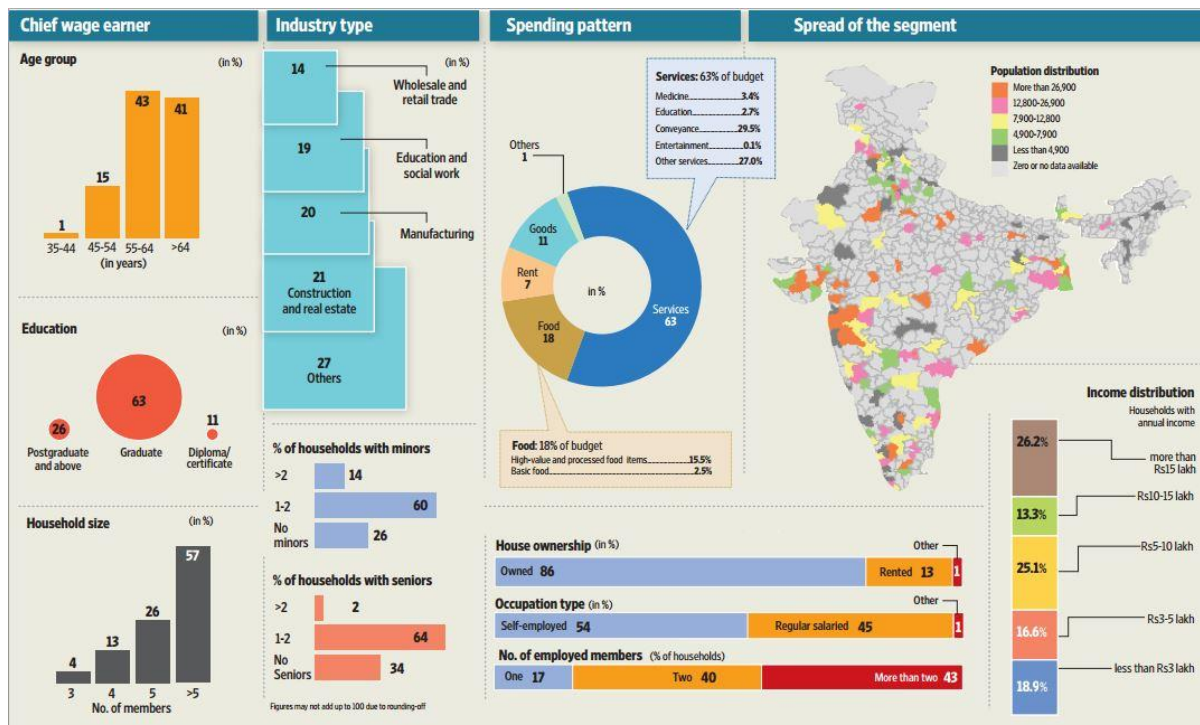 Chief wage earner
Age group
(in %)
1
15
43
41
35-44
45-54
55-64
>64
(in years)
Education
(in %)
26
63
11
Postgraduate
and above
Graduate
Diploma/
certificate
Household size
(in %)
4
13
26
57
3
4
5
>5
No. of members
Industry type
(in %)
14
Wholesale and
retail trade
19
Education and
social work
20
Manufacturing
21
Construction
and real estate
27
Others
% of households with minors
>2
14
1-2
60
No
minors
26
% of households with seniors
>2
2
1-2
64
No
Seniors
34
Figures may not add up to 100 due to rounding-off
Spending pattern
Services: 63% of budget
Medicine 3.4%
Education 2.7%
Conveyance 29.5%
Entertainment 0.1%
Other services 27.0%
Others
1
Goods
11
Rent
7
Food
18
in %
Services
63
Food: 18% of budget
High-value and processed food items 15.5%
Basic food 2.5%
House ownership (in %)
Other
Owned 86
Rented 13
1
Occupation type (in %)
Other
Self-employed 54
Regular salaried 45
1
No. of employed members (% of households)
One 17
Two 40
More than two 43
Spread of the segment
Population distribution
More than 26,900
12,800-26,900
7,900-12,800
4,900-7,900
Less than 4,900
Zero or no data available
Income distribution
Households with
annual income
26.2%
more than
Rs15 lakh
13.3%
Rs10-15 lakh
25.1%
Rs5-10 lakh
16.6%
Rs3-5 lakh
18.9%
less than Rs3 lakh